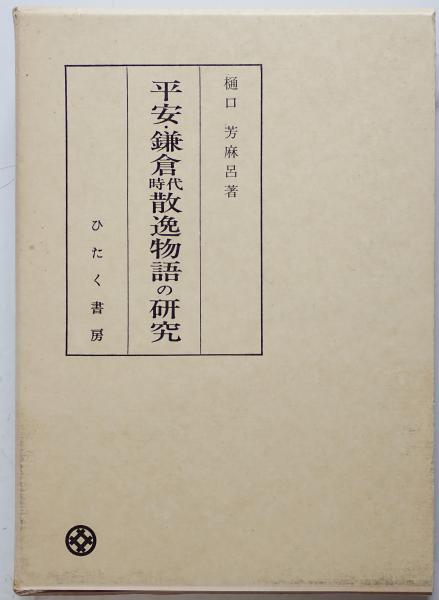 樋口 芳麻呂著
平安・鎌倉時代散逸物語の研究
ひたく書房